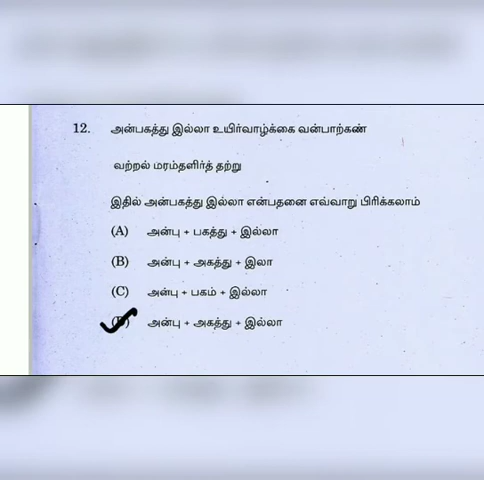 12. அன்பகத்து இல்லா உயிர்வாழ்க்கை வன்பாற்கண்
வற்றல் மரம்தளிர்த் தற்று
இதில் அன்பகத்து இல்லா என்பதனை எவ்வாறு பிரிக்கலாம்
(A) அன்பு + பகத்து + இல்லா
(B) அன்பு + அகத்து + இலா
(C) அன்பு + பகம் + இல்லா
(D) அன்பு + அகத்து + இல்லா